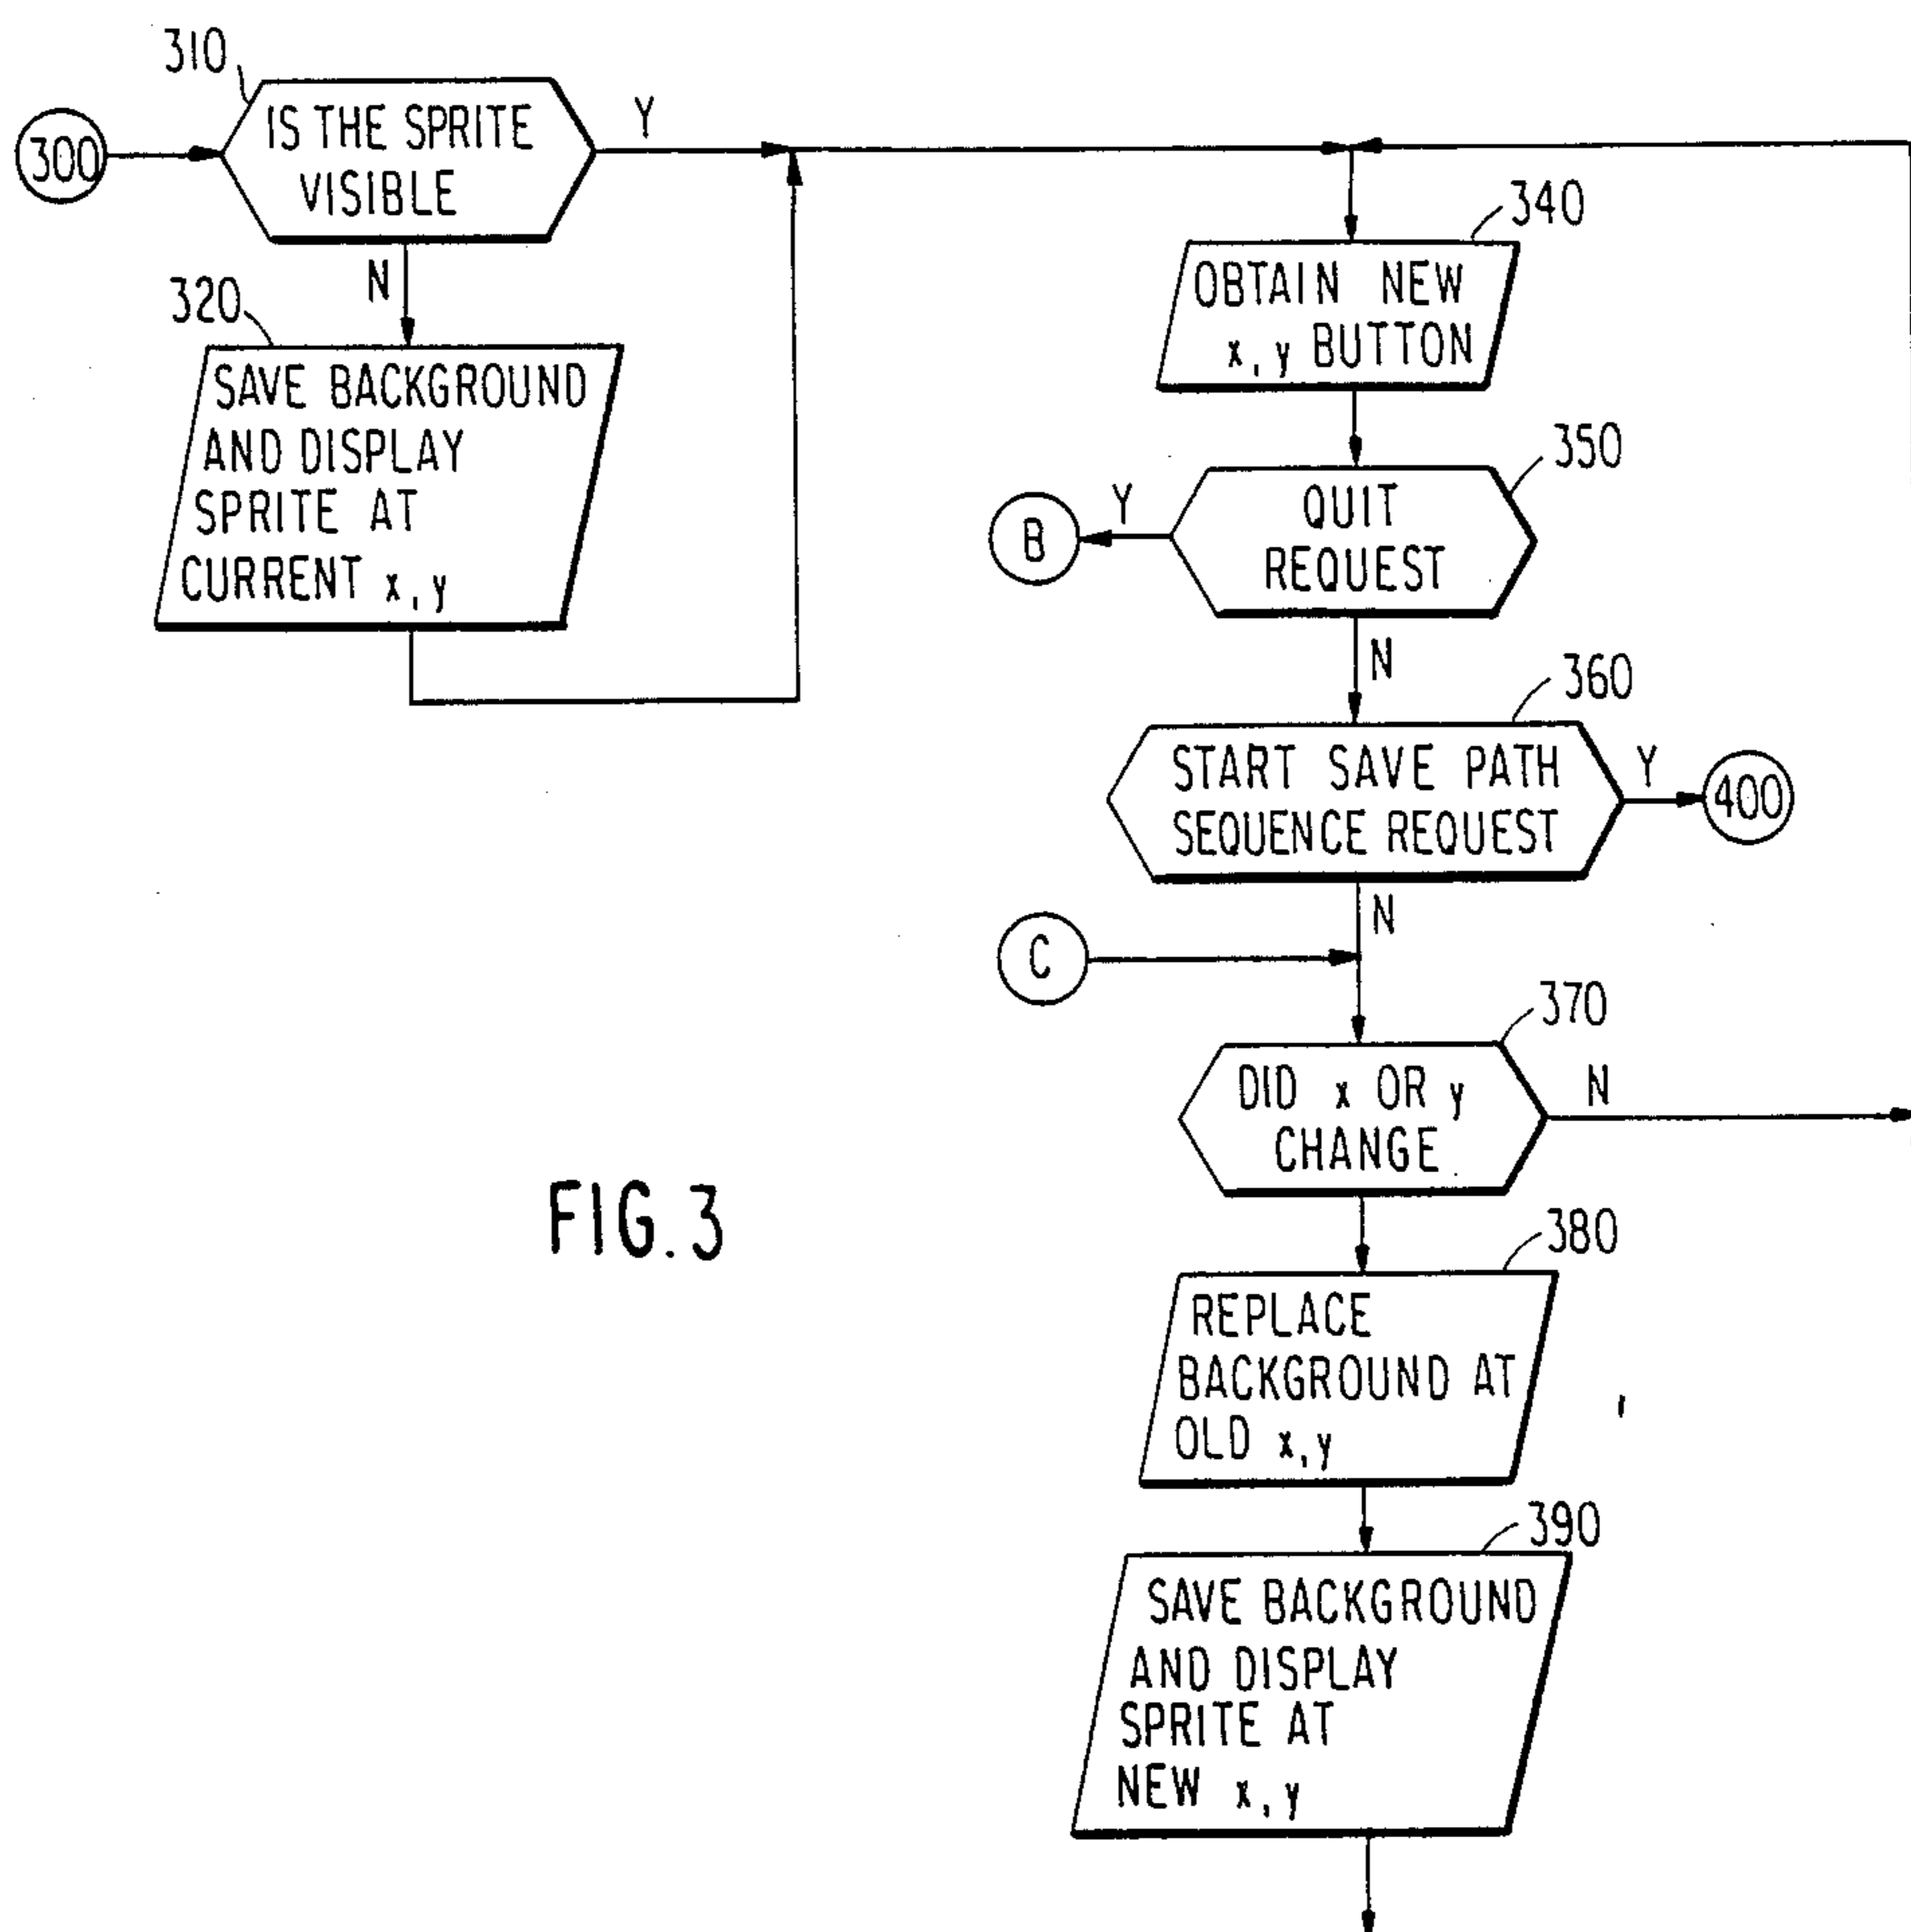 310
300
IS THE SPRITE
VISIBLE
Y
N
320
SAVE BACKGROUND
AND DISPLAY
SPRITE AT
CURRENT x, y
340
OBTAIN NEW
x, y BUTTON
350
QUIT
REQUEST
Y
B
N
360
START SAVE PATH
SEQUENCE REQUEST
Y
400
N
C
370
DID x OR y
CHANGE
N
380
REPLACE
BACKGROUND AT
OLD x, y
390
SAVE BACKGROUND
AND DISPLAY
SPRITE AT
NEW x, y
FIG. 3